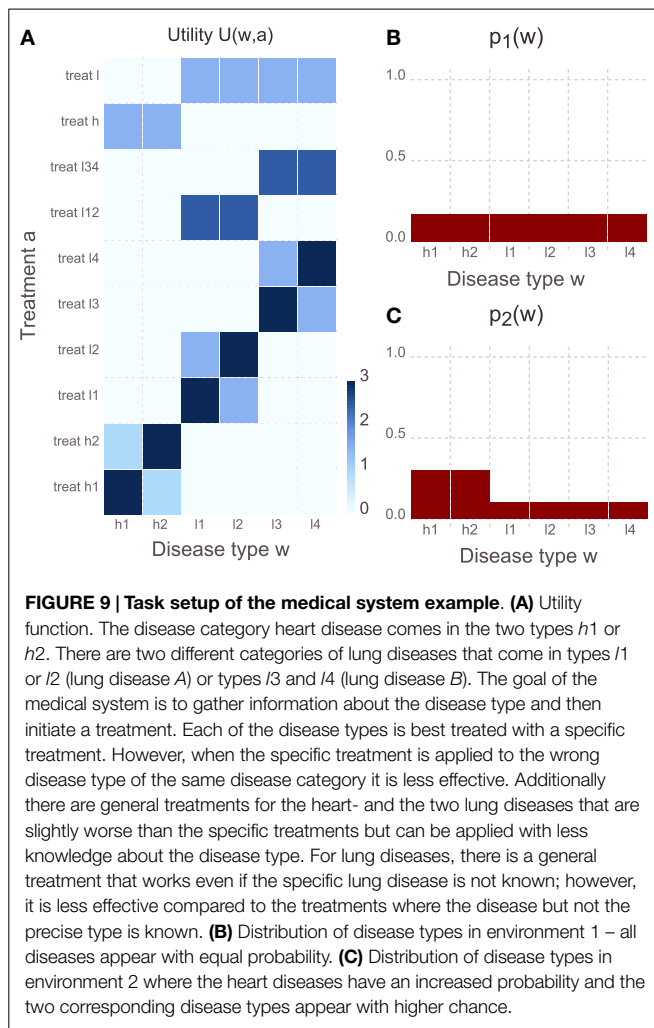 A
Utility U(w,a)
treat l
treat h
treat l34
treat l12
treat l4
treat l3
treat l2
treat l1
treat h2
treat h1
Treatment a
h1 h2 l1 l2 l3 l4
Disease type w
3
2
1
0
B
p1(w)
1.0
0.5
0.0
h1 h2 l1 l2 l3 l4
Disease type w
C
p2(w)
1.0
0.5
0.0
h1 h2 l1 l2 l3 l4
Disease type w
FIGURE 9 | Task setup of the medical system example. (A) Utility
function. The disease category heart disease comes in the two types h1 or
h2. There are two different categories of lung diseases that come in types l1
or l2 (lung disease A) or types l3 and l4 (lung disease B). The goal of the
medical system is to gather information about the disease type and then
initiate a treatment. Each of the disease types is best treated with a specific
treatment. However, when the specific treatment is applied to the wrong
disease type of the same disease category it is less effective. Additionally
there are general treatments for the heart- and the two lung diseases that are
slightly worse than the specific treatments but can be applied with less
knowledge about the disease type. For lung diseases, there is a general
treatment that works even if the specific lung disease is not known; however,
it is less effective compared to the treatments where the disease but not the
precise type is known. (B) Distribution of disease types in environment 1 – all
diseases appear with equal probability. (C) Distribution of disease types in
environment 2 where the heart diseases have an increased probability and the
two corresponding disease types appear with higher chance.